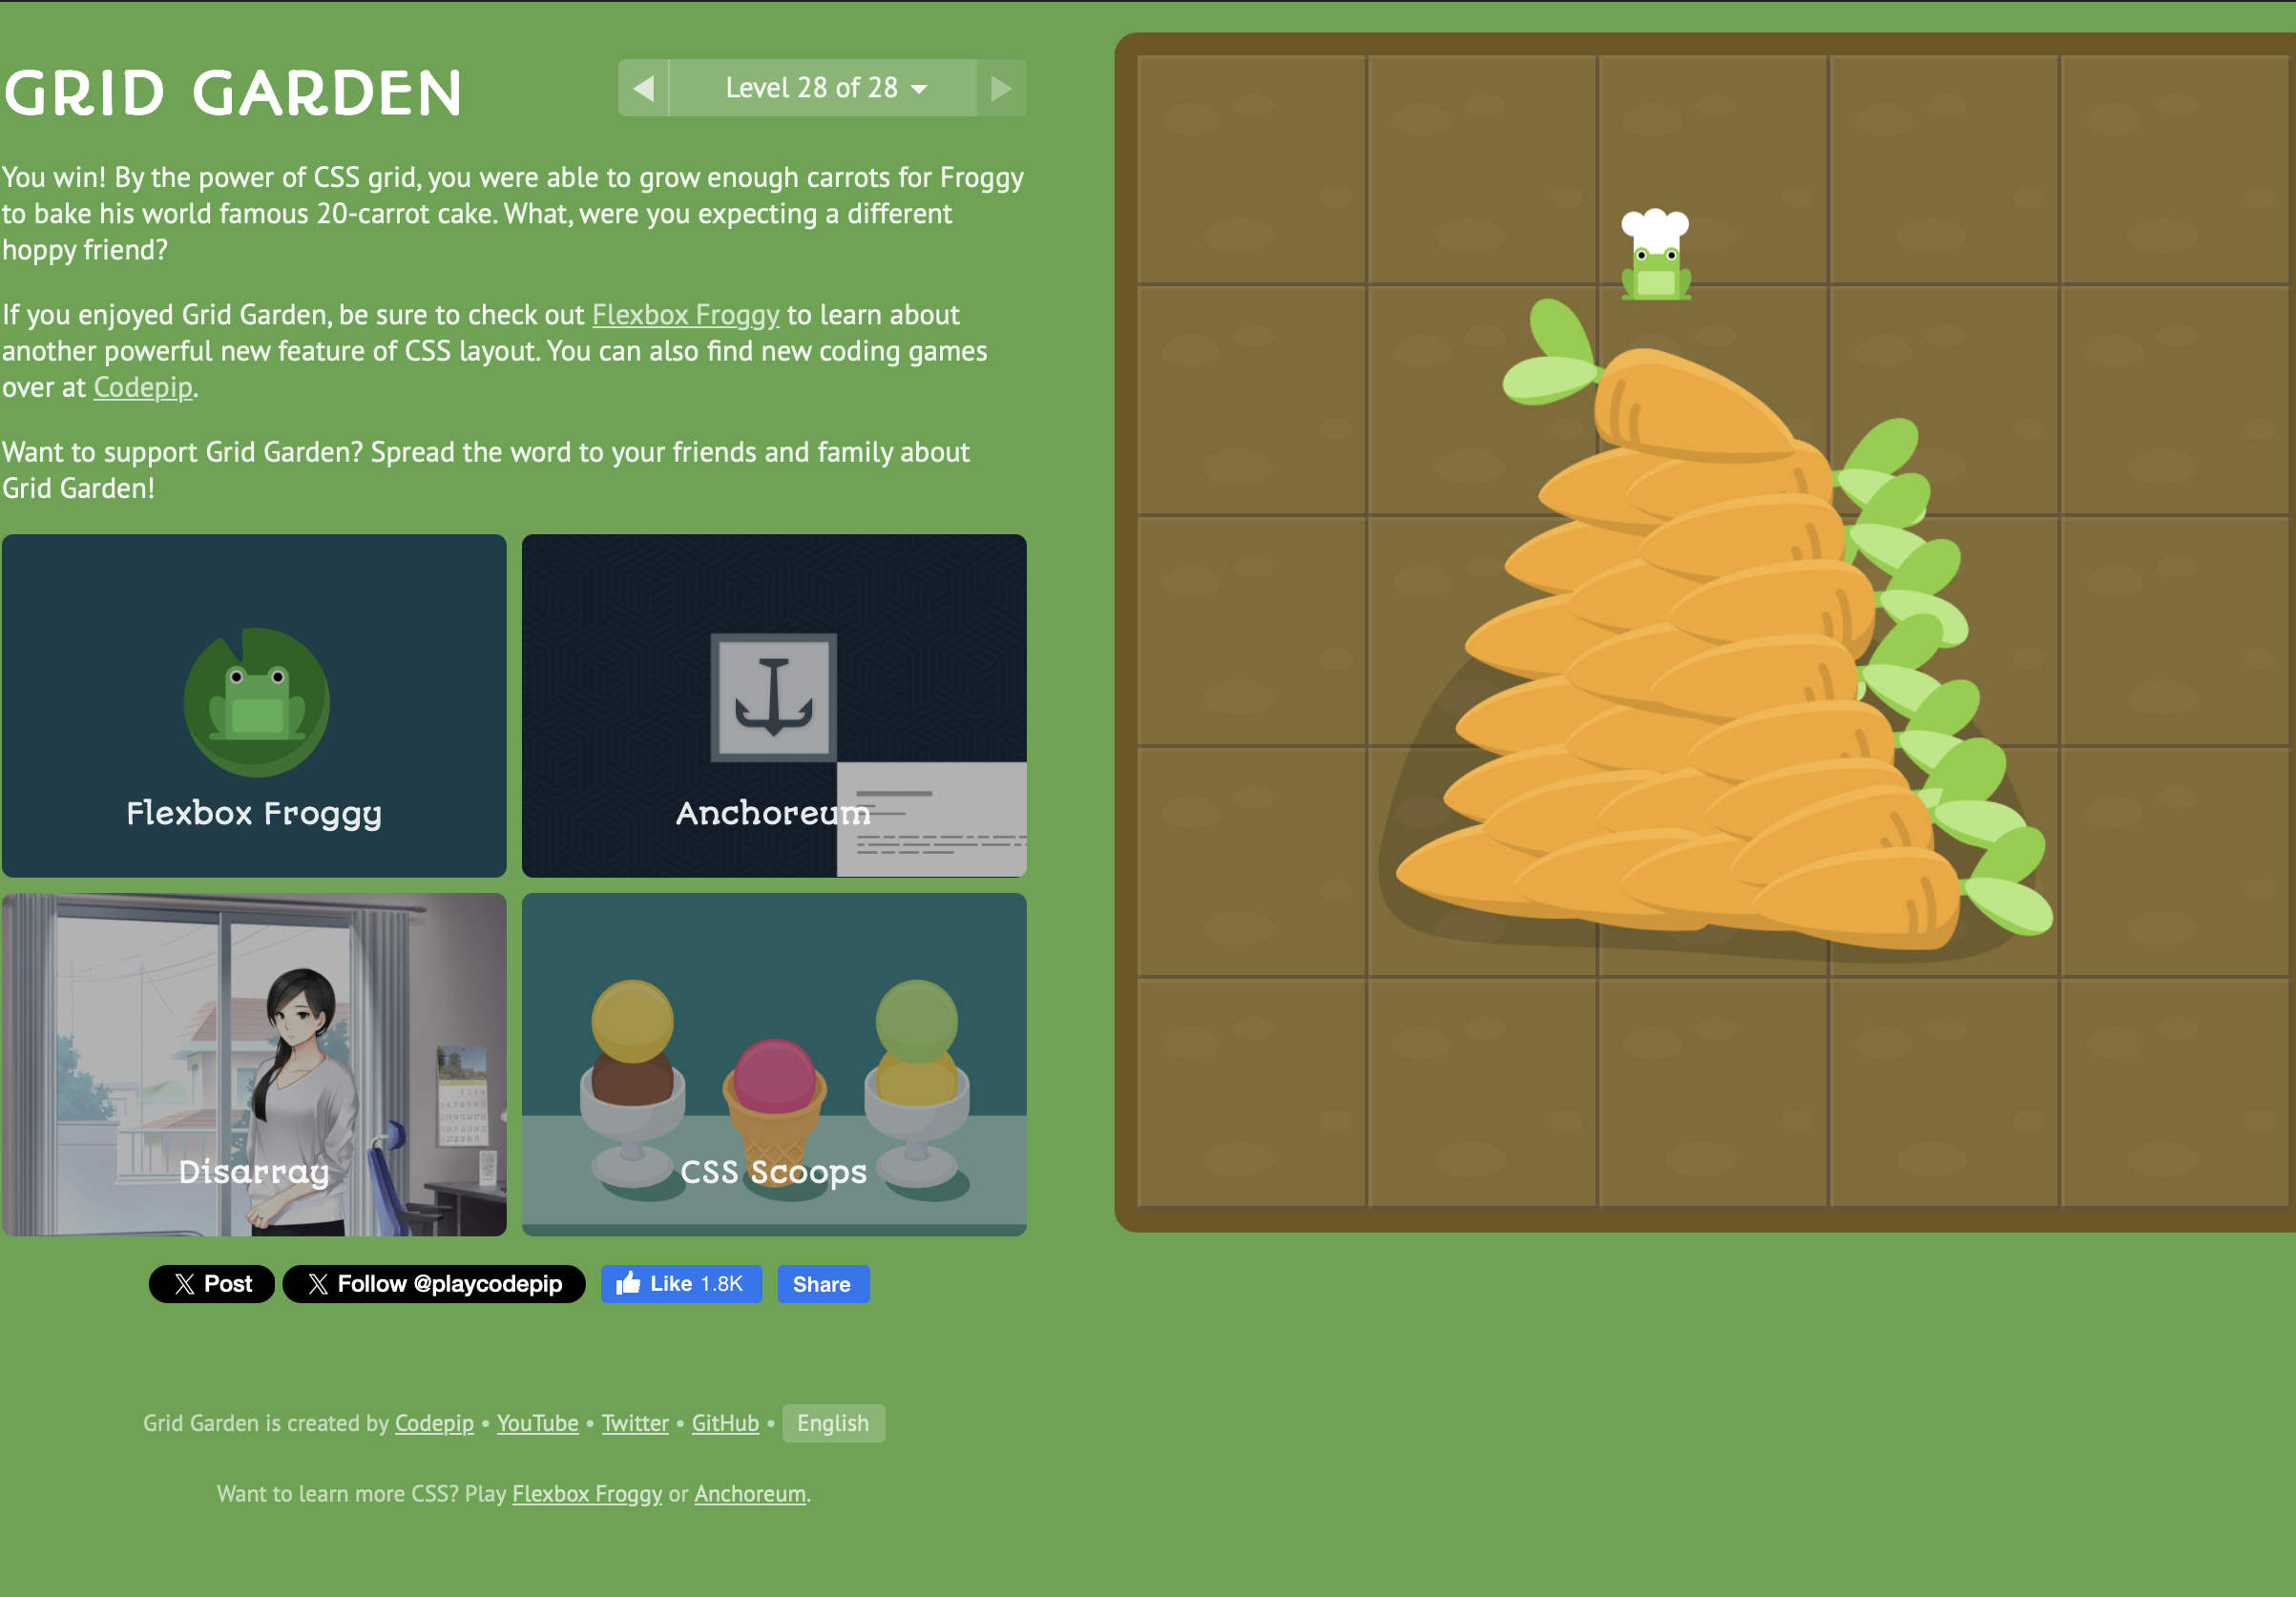 GRID GARDEN
Level 28 of 28
You win! By the power of CSS grid, you were able to grow enough carrots for Froggy
to bake his world famous 20-carrot cake. What, were you expecting a different
hoppy friend?
If you enjoyed Grid Garden, be sure to check out Flexbox Froggy to learn about
another powerful new feature of CSS layout. You can also find new coding games
over at Codepip.
Want to support Grid Garden? Spread the word to your friends and family about
Grid Garden!
Flexbox Froggy
Anchoreum
Disarray
CSS Scoops
X Post
X Follow @playcodepip
Like 1.8K
Share
Grid Garden is created by Codepip • YouTube • Twitter • GitHub • English
Want to learn more CSS? Play Flexbox Froggy or Anchoreum.